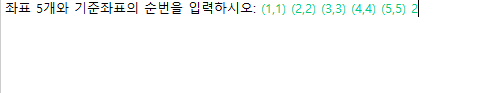 좌표 5개와 기준좌표의 순번을 입력하시오: (1,1) (2,2) (3,3) (4,4) (5,5) 2